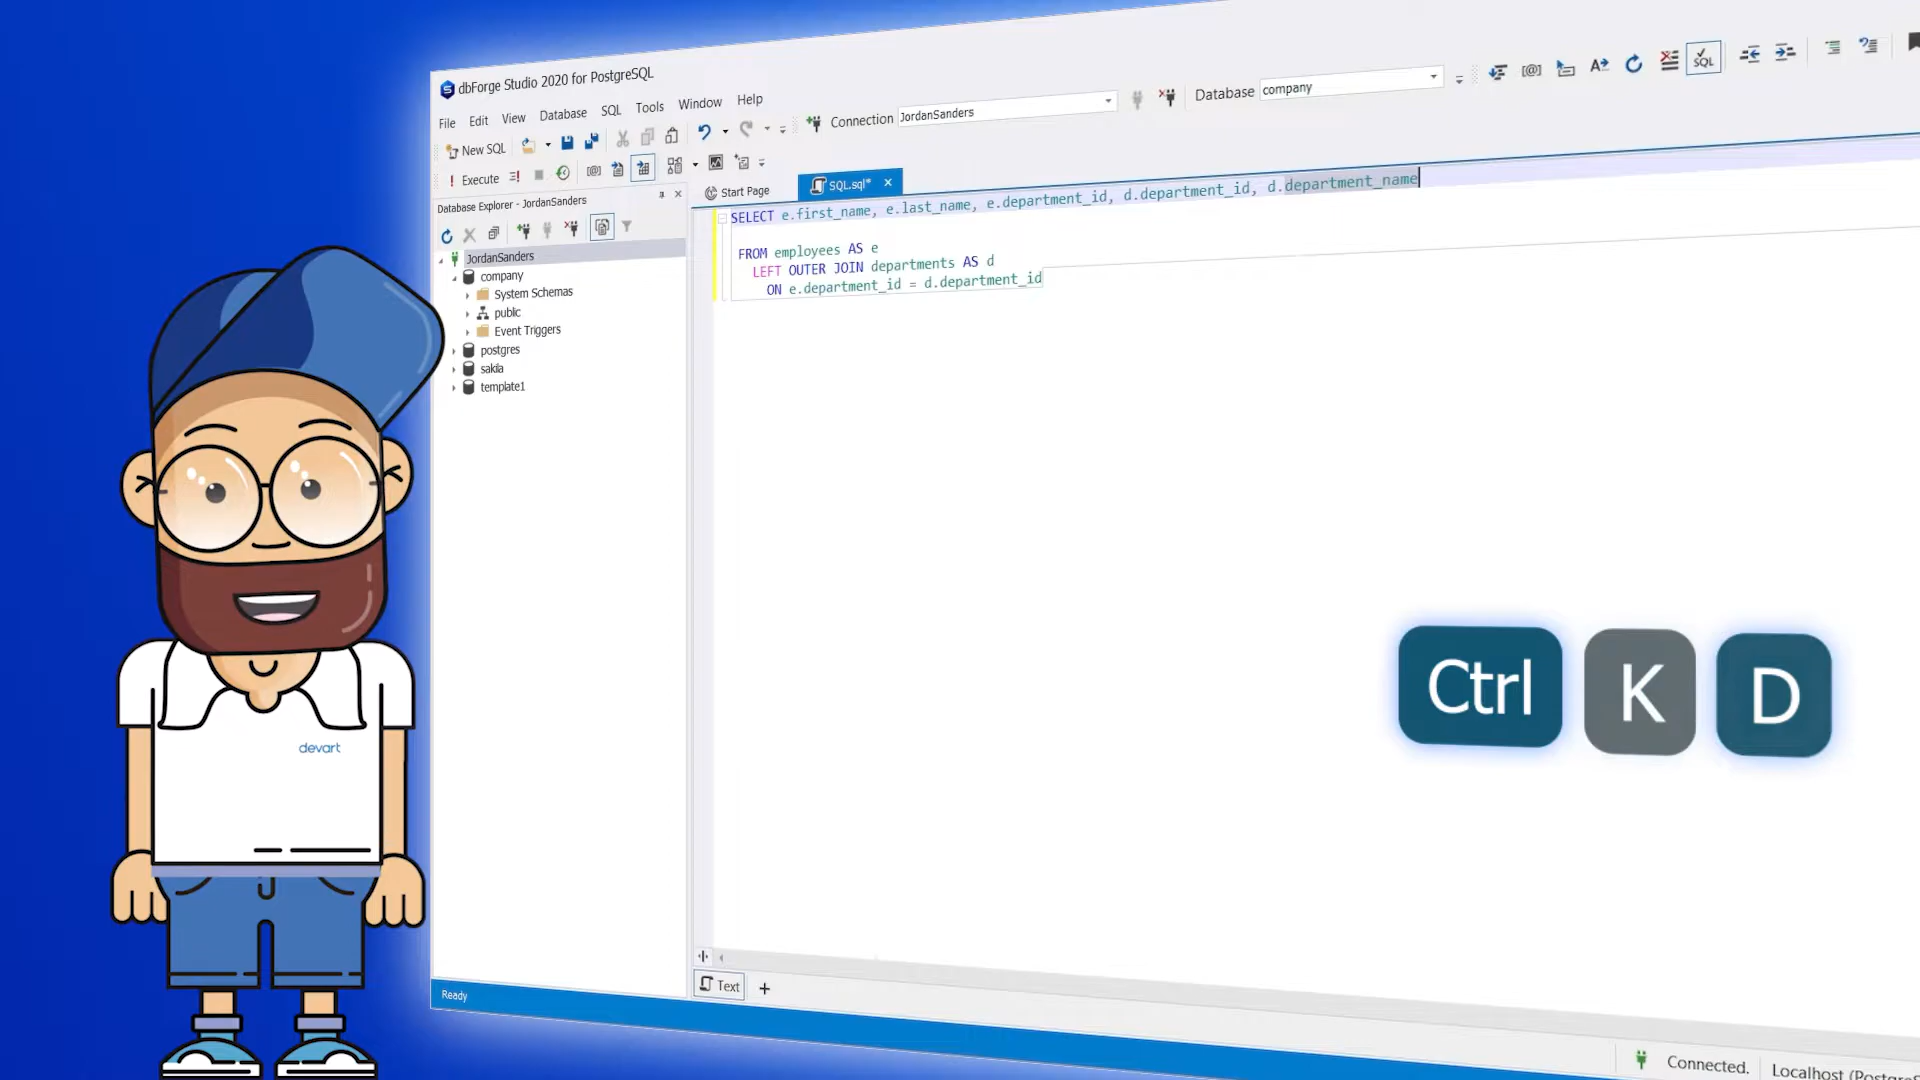 dbForge Studio 2020 for PostgreSQL
File Edit View Database SQL Tools Window Help
New SQL
Connection JordanSanders
Database company
Execute
SQL
Database Explorer - JordanSanders
Start Page
SQL.sql*
JordanSanders
company
System Schemas
public
Event Triggers
postgres
sakila
template1
SELECT e.first_name, e.last_name, e.department_id, d.department_id, d.department_name
FROM employees AS e
LEFT OUTER JOIN departments AS d
ON e.department_id = d.department_id
Ctrl K D
devart
Text
Ready
Connected.
Localhost